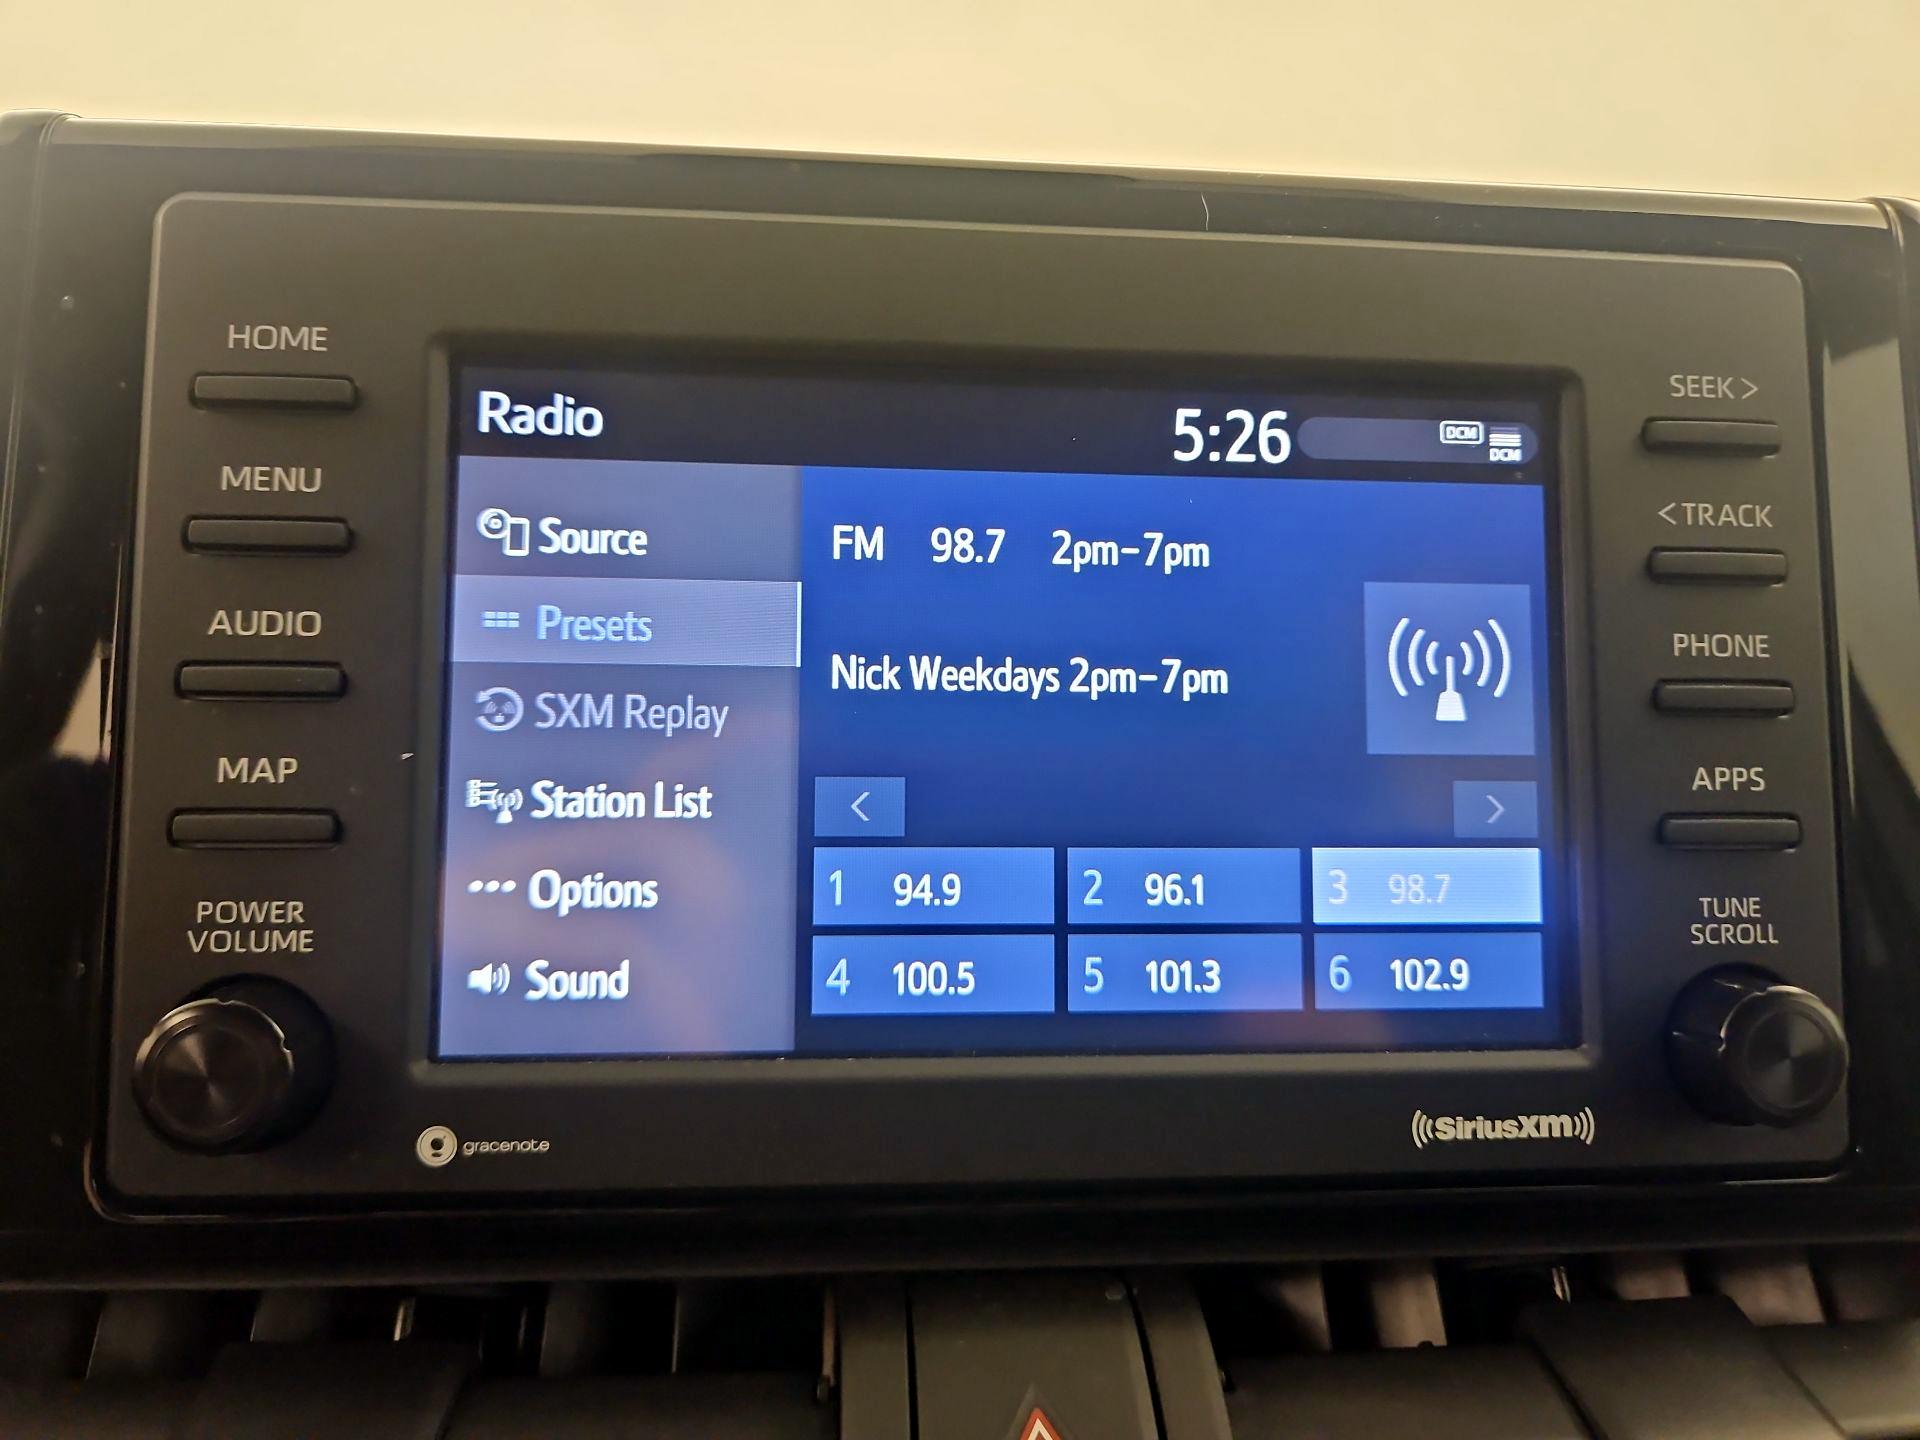 HOME
MENU
AUDIO
MAP
POWER
VOLUME
Radio
5:26
DCM
DCM
Source
Presets
SXM Replay
Station List
Options
Sound
FM 98.7 2pm-7pm
Nick Weekdays 2pm-7pm
<
>
1 94.9
2 96.1
3 98.7
4 100.5
5 101.3
6 102.9
SEEK >
< TRACK
PHONE
APPS
TUNE
SCROLL
g gracenote
(((SiriusXM)))